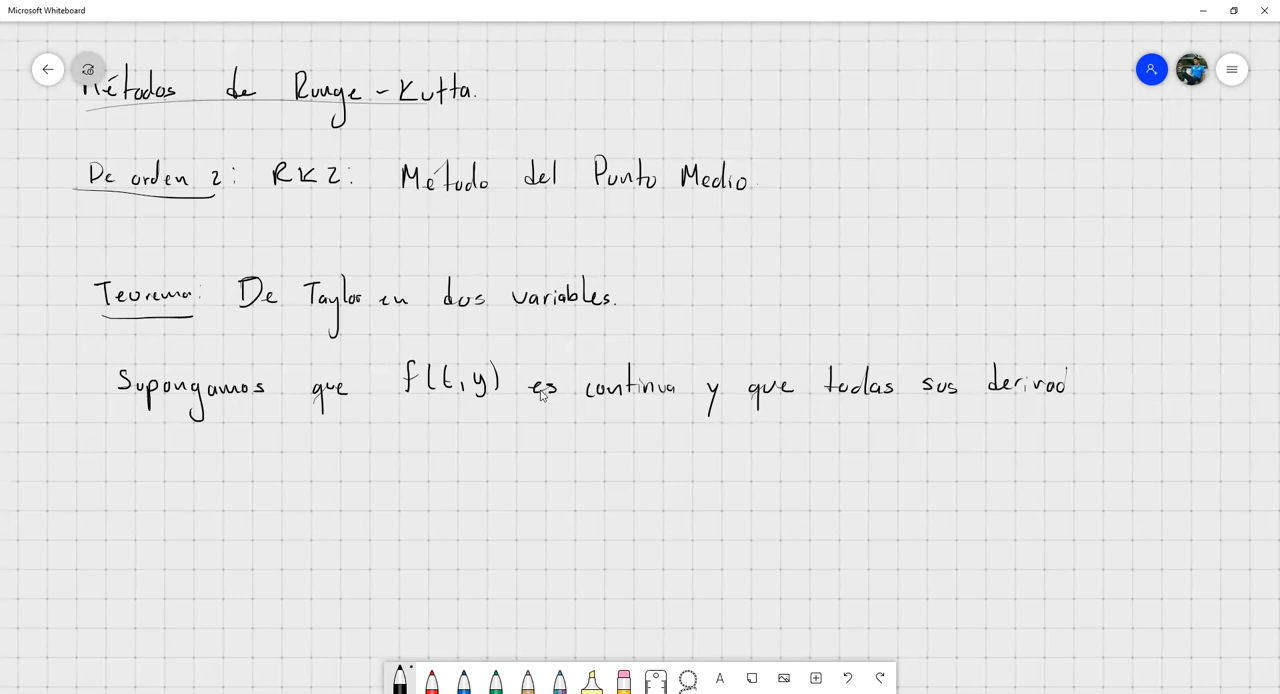 Microsoft Whiteboard
Métodos de Runge-Kutta.
De orden 2: RK2: Método del Punto Medio.
Teorema: De Taylor en dos variables.
Supongamos que f(t,y) es continua y que todas sus derivad
A